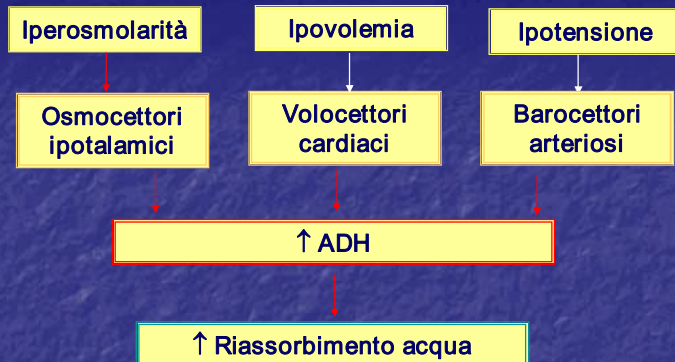 Iperosmolarità
Ipovolemia
Ipotensione
Osmocettori
ipotalamici
Volocettori
cardiaci
Barocettori
arteriosi
↑ ADH
↑ Riassorbimento acqua